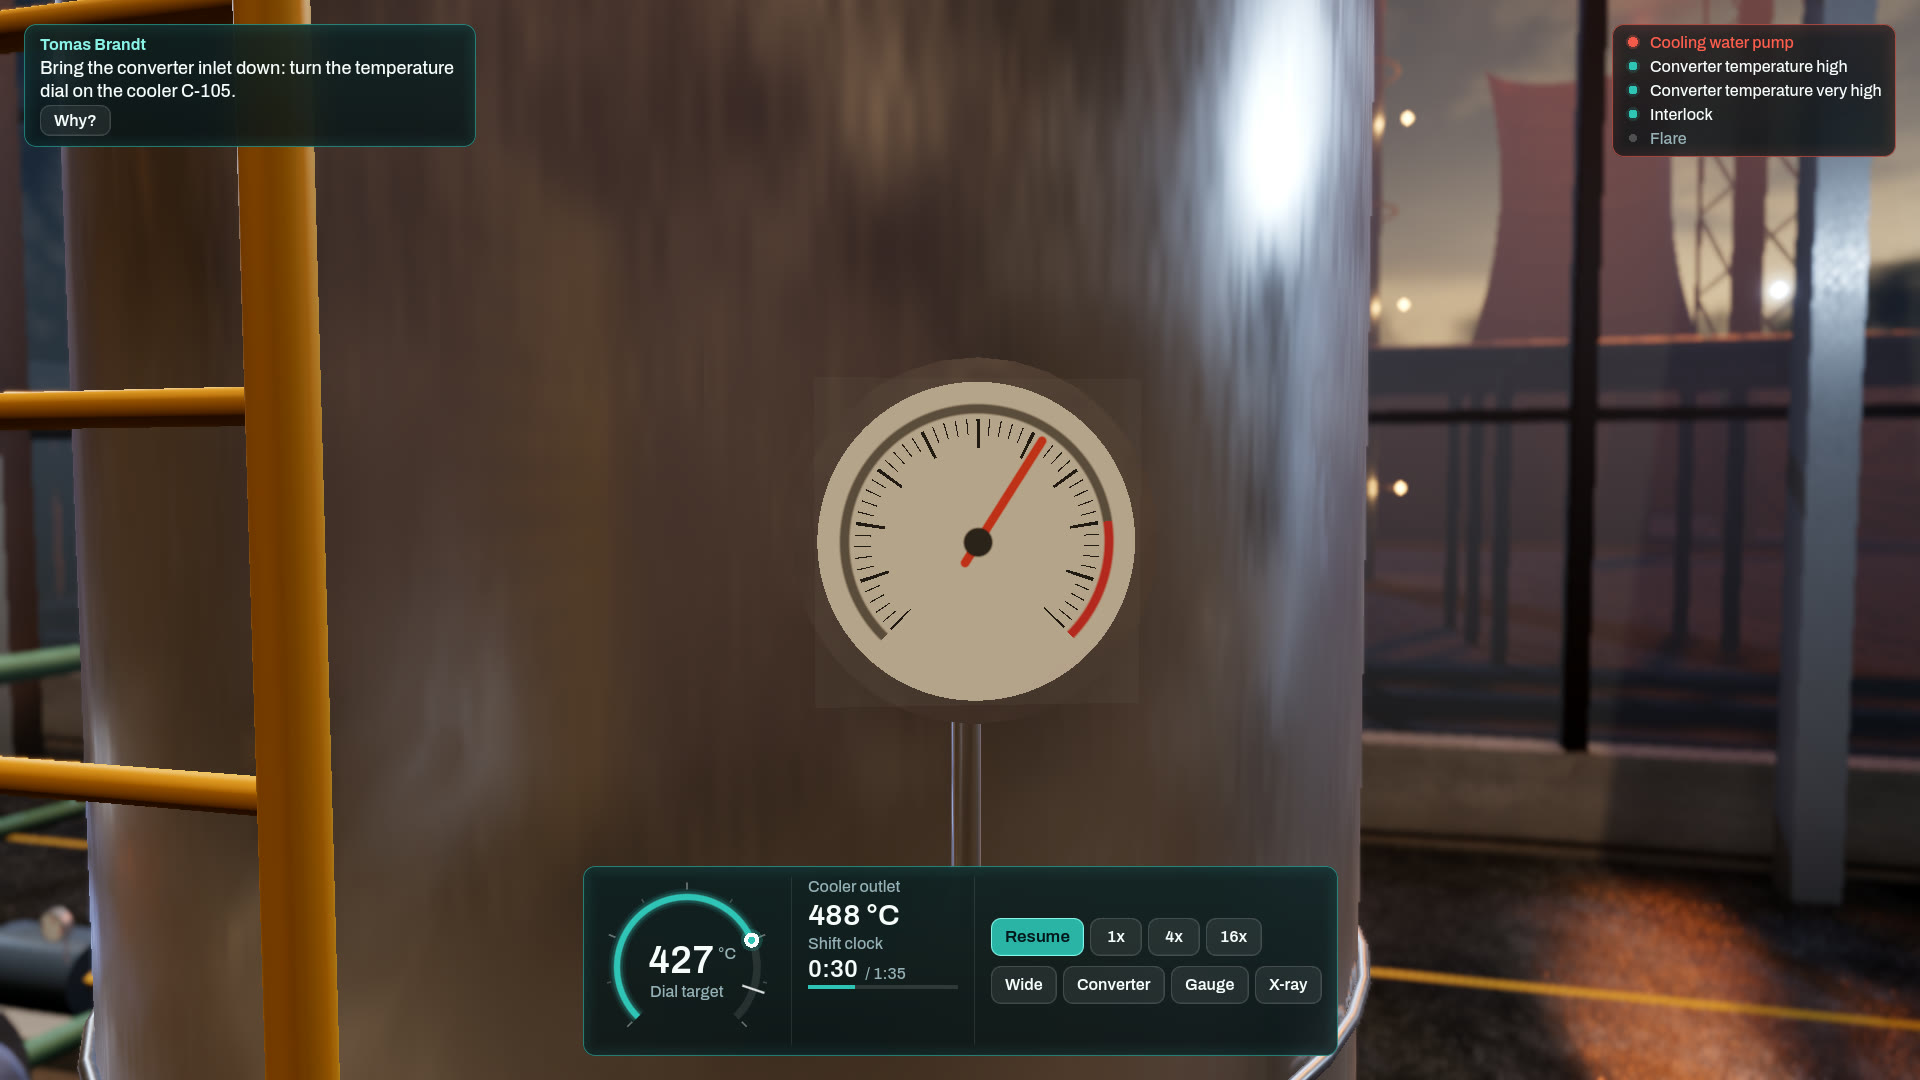 Tomas Brandt
Bring the converter inlet down: turn the temperature
dial on the cooler C-105.
Why?
Cooling water pump
Converter temperature high
Converter temperature very high
Interlock
Flare
427 °C
Dial target
Cooler outlet
488 °C
Shift clock
0:30 / 1:35
Resume
1x
4x
16x
Wide
Converter
Gauge
X-ray